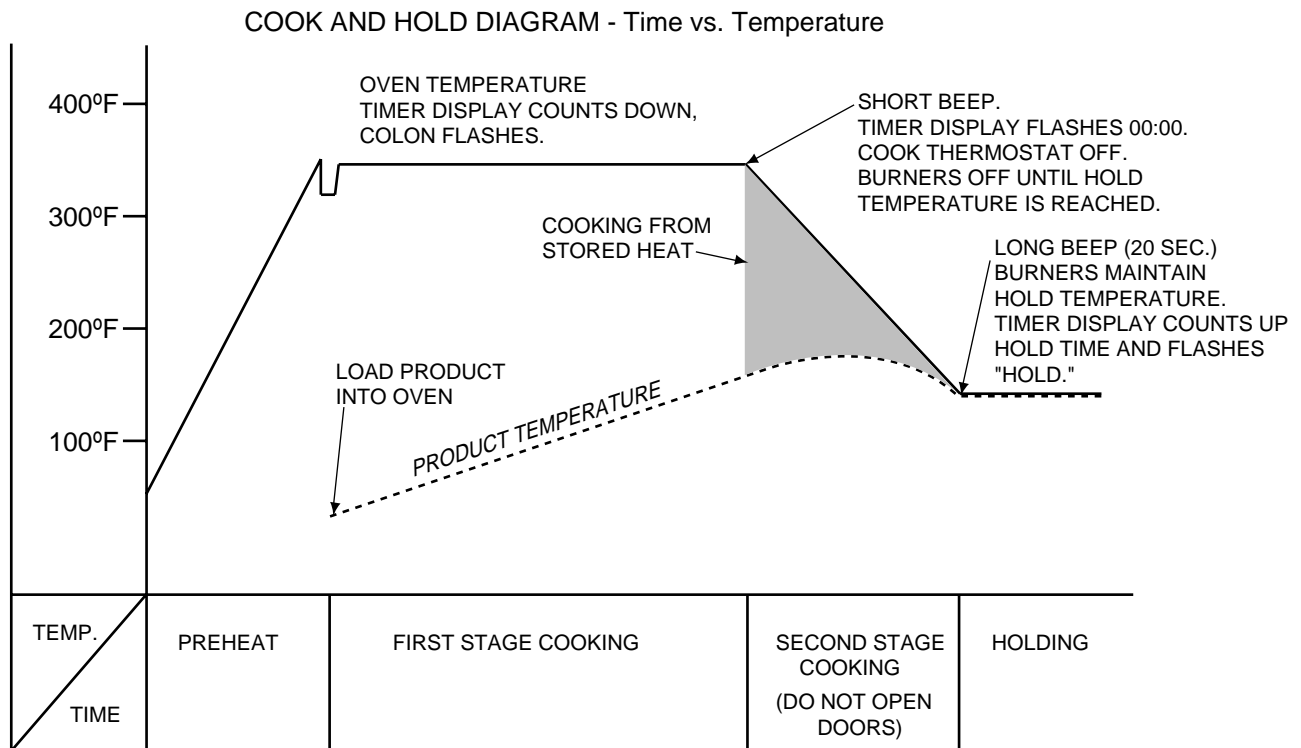 COOK AND HOLD DIAGRAM - Time vs. Temperature
400ºF
300ºF
200ºF
100ºF
OVEN TEMPERATURE
TIMER DISPLAY COUNTS DOWN,
COLON FLASHES.
SHORT BEEP.
TIMER DISPLAY FLASHES 00:00.
COOK THERMOSTAT OFF.
BURNERS OFF UNTIL HOLD
TEMPERATURE IS REACHED.
COOKING FROM
STORED HEAT
LONG BEEP (20 SEC.)
BURNERS MAINTAIN
HOLD TEMPERATURE.
TIMER DISPLAY COUNTS UP
HOLD TIME AND FLASHES
"HOLD."
LOAD PRODUCT
INTO OVEN
PRODUCT TEMPERATURE
TEMP.
TIME
PREHEAT
FIRST STAGE COOKING
SECOND STAGE
COOKING
(DO NOT OPEN
DOORS)
HOLDING